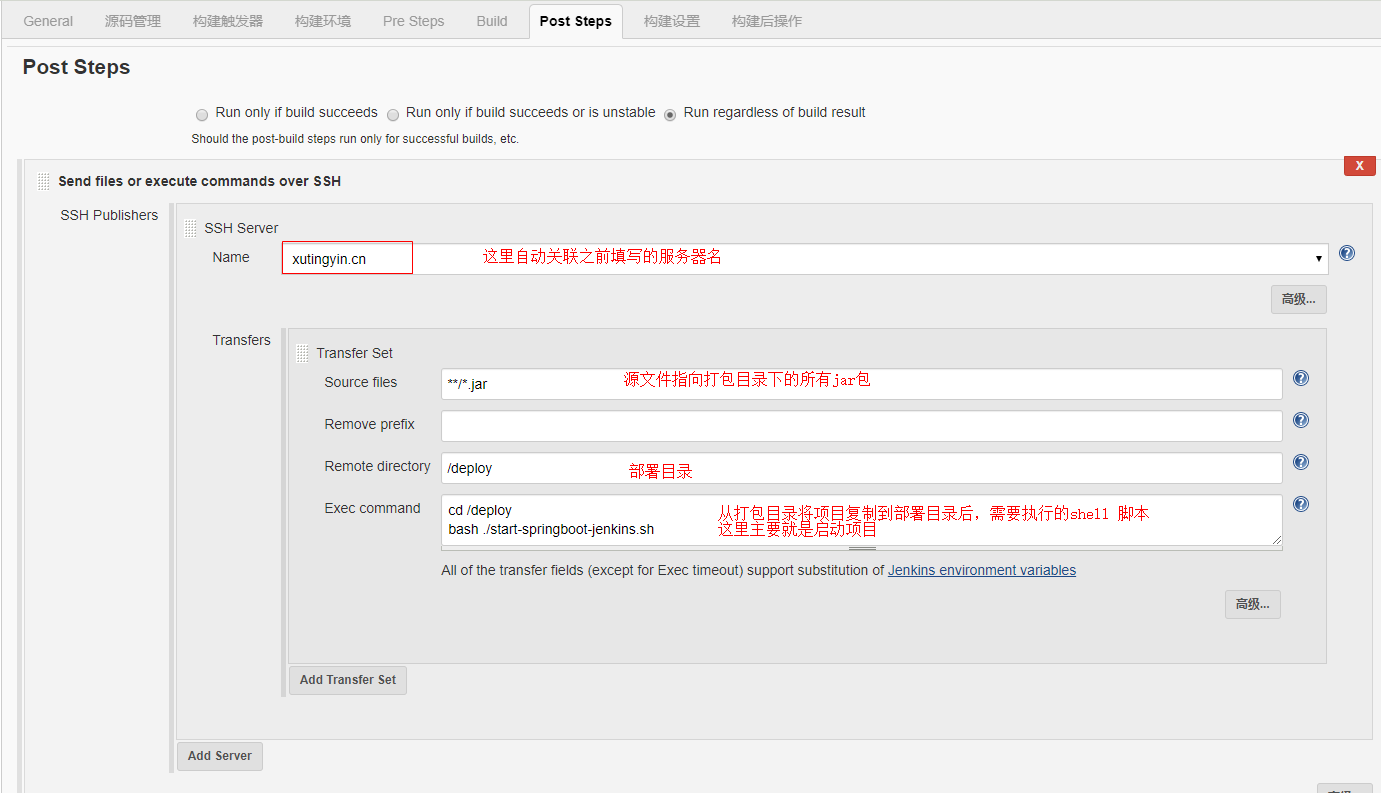 General 源码管理 构建触发器 构建环境 Pre Steps Build Post Steps 构建设置 构建后操作
Post Steps
Run only if build succeeds Run only if build succeeds or is unstable Run regardless of build result
Should the post-build steps run only for successful builds, etc.
X
Send files or execute commands over SSH
SSH Publishers
SSH Server
Name xutingyin.cn 这里自动关联之前填写的服务器名
高级...
Transfers
Transfer Set
Source files **/*.jar 源文件指向打包目录下的所有jar包
Remove prefix
Remote directory /deploy 部署目录
Exec command cd /deploy 从打包目录将项目复制到部署目录后，需要执行的shell 脚本
bash ./start-springboot-jenkins.sh 这里主要就是启动项目
All of the transfer fields (except for Exec timeout) support substitution of Jenkins environment variables
高级...
Add Transfer Set
Add Server